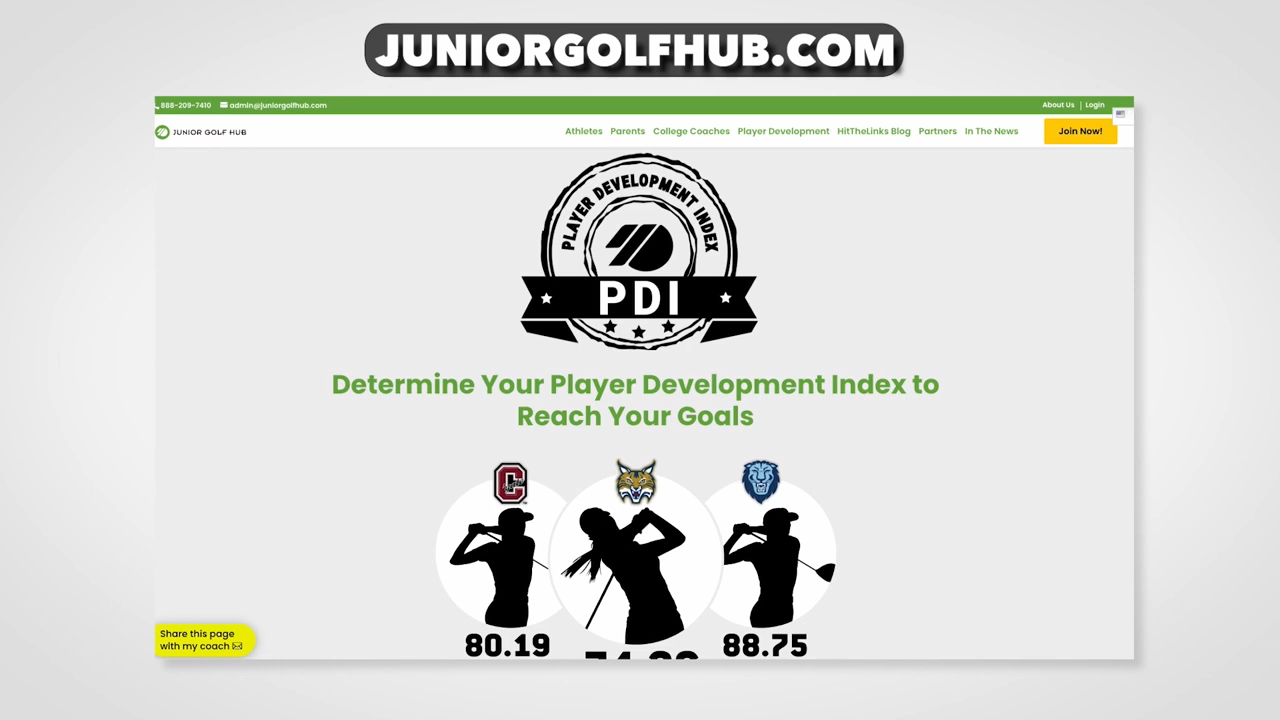 JUNIORGOLFHUB.COM
888-209-7410 admin@juniorgolfhub.com About Us | Login
JUNIOR GOLF HUB Athletes Parents College Coaches Player Development HitTheLinks Blog Partners In The News Join Now!
PLAYER DEVELOPMENT INDEX
PDI
Determine Your Player Development Index to
Reach Your Goals
C
80.19 88.75
Share this page
with my coach